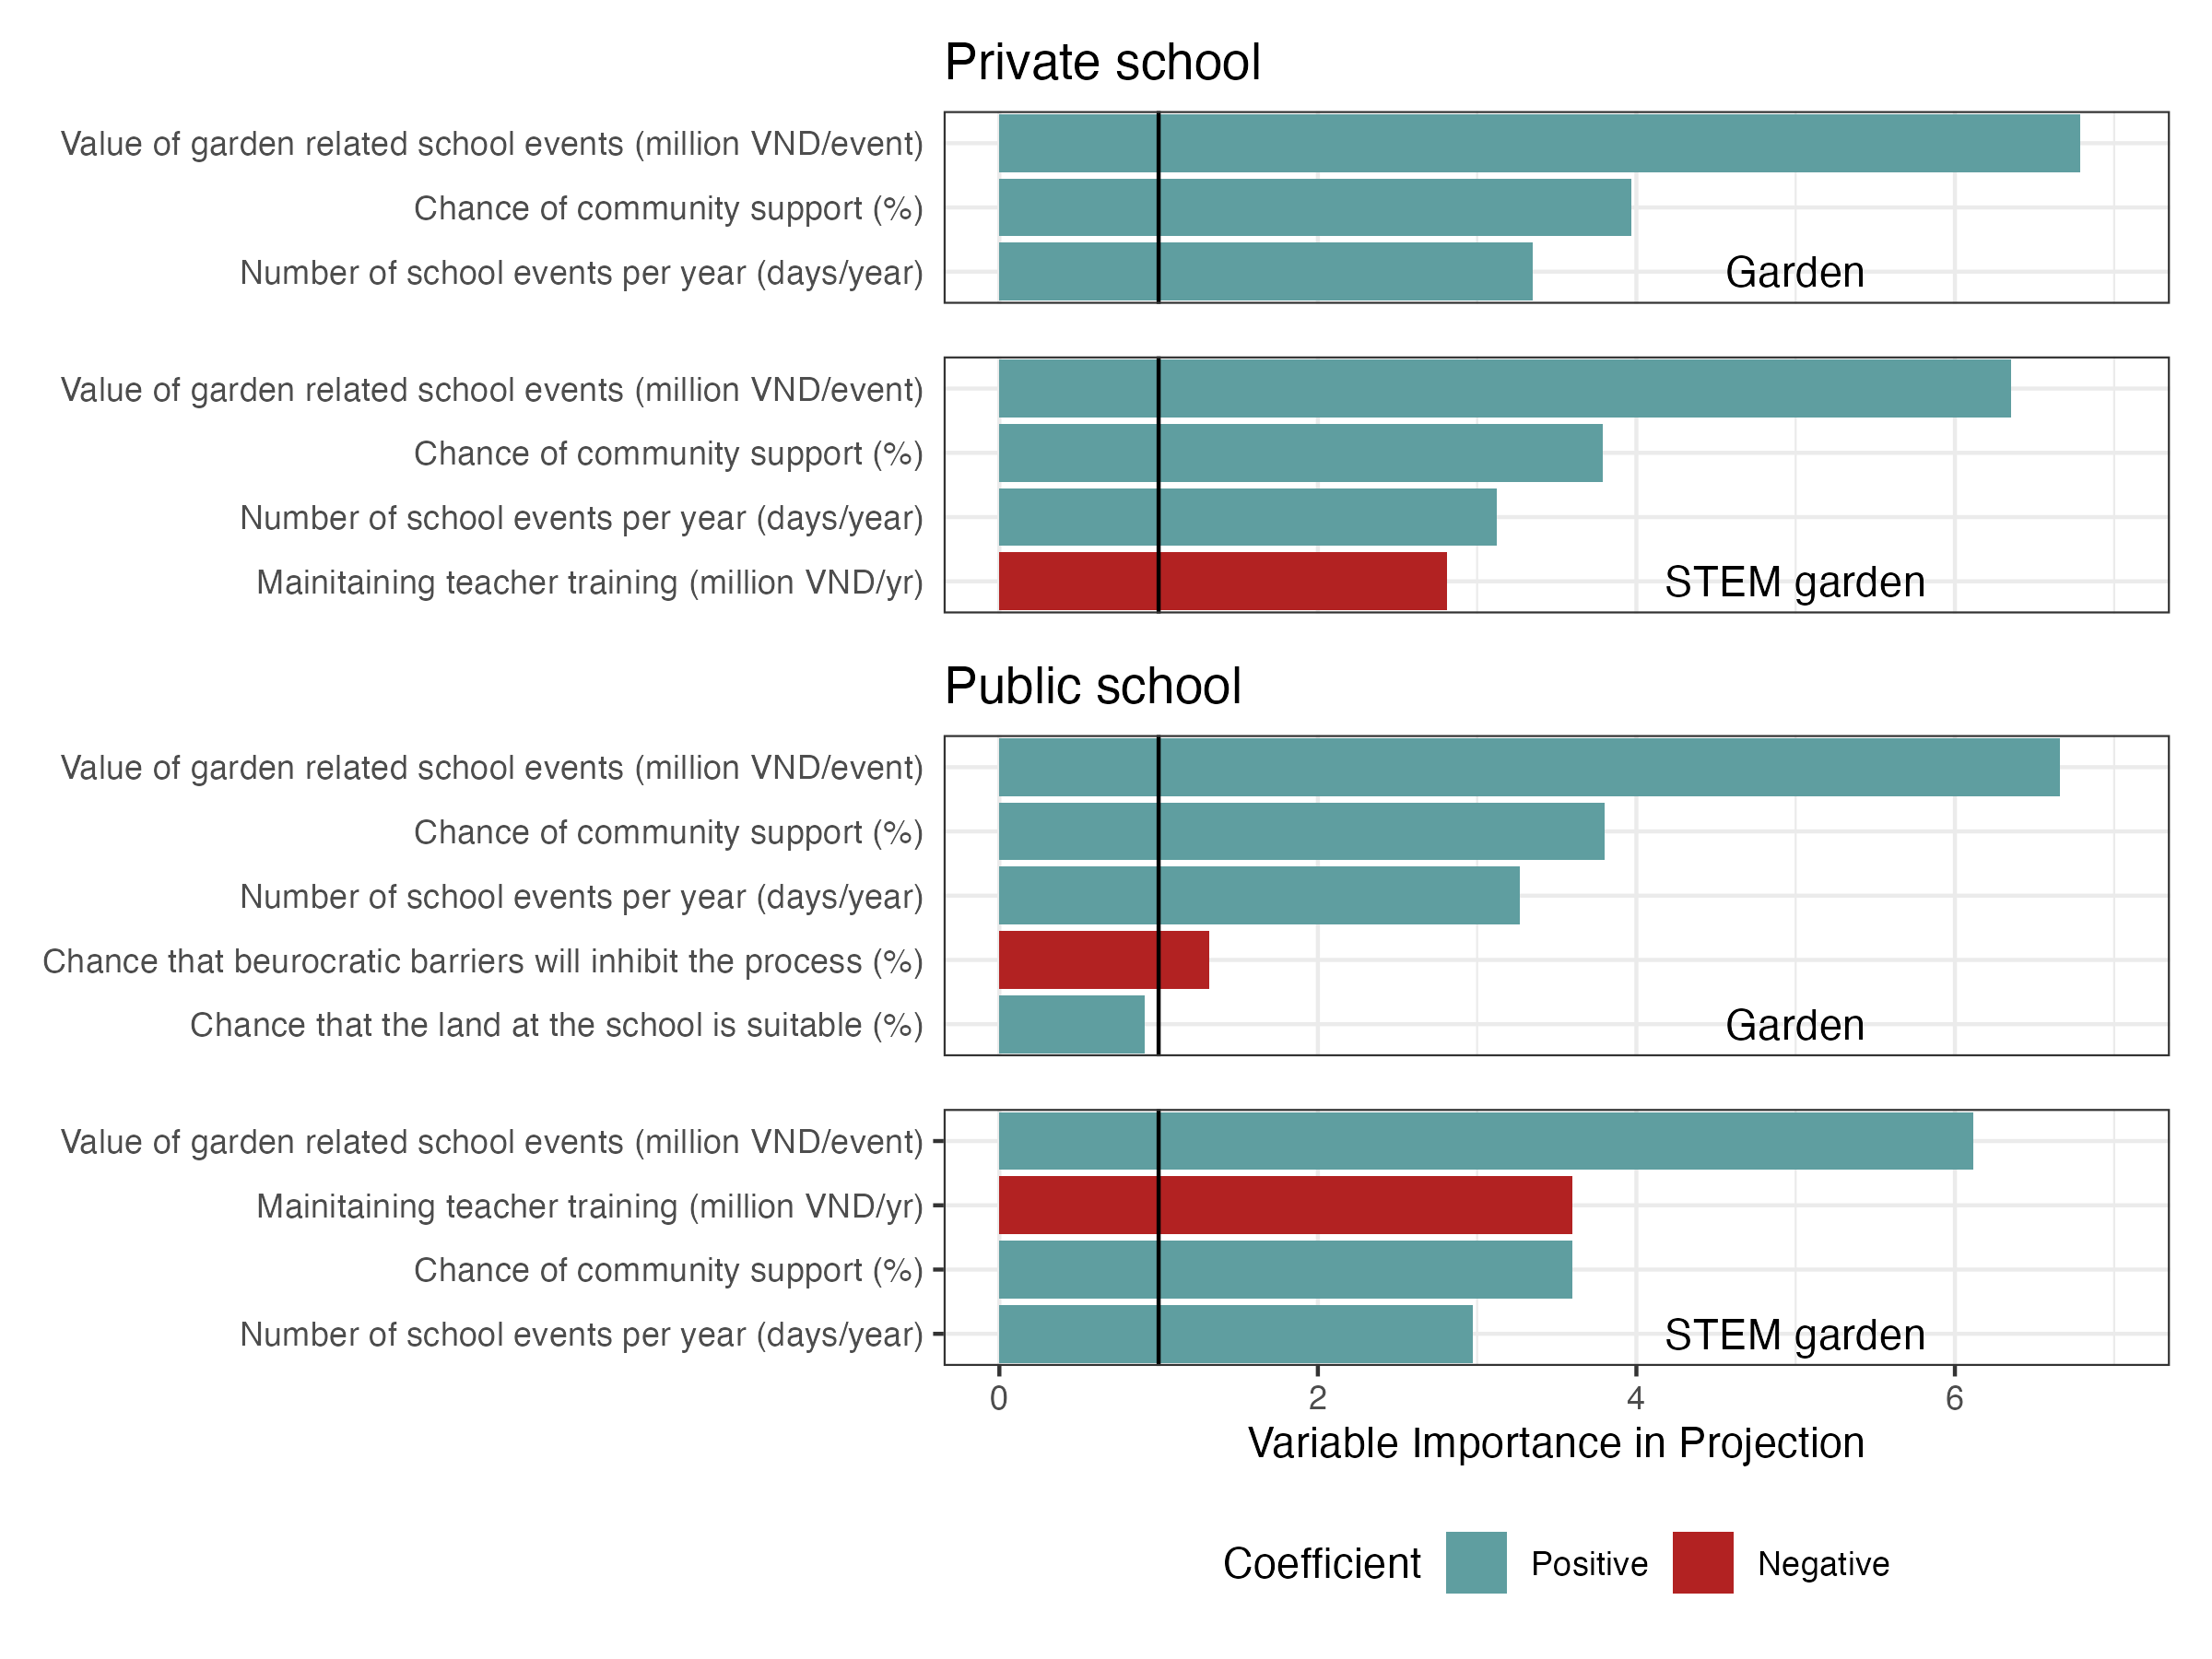 Private school
Value of garden related school events (million VND/event)
Chance of community support (%)
Number of school events per year (days/year)
Garden
Value of garden related school events (million VND/event)
Chance of community support (%)
Number of school events per year (days/year)
Mainitaining teacher training (million VND/yr)
STEM garden
Public school
Value of garden related school events (million VND/event)
Chance of community support (%)
Number of school events per year (days/year)
Chance that beurocratic barriers will inhibit the process (%)
Chance that the land at the school is suitable (%)
Garden
Value of garden related school events (million VND/event)
Mainitaining teacher training (million VND/yr)
Chance of community support (%)
Number of school events per year (days/year)
STEM garden
0 2 4 6
Variable Importance in Projection
Coefficient Positive Negative